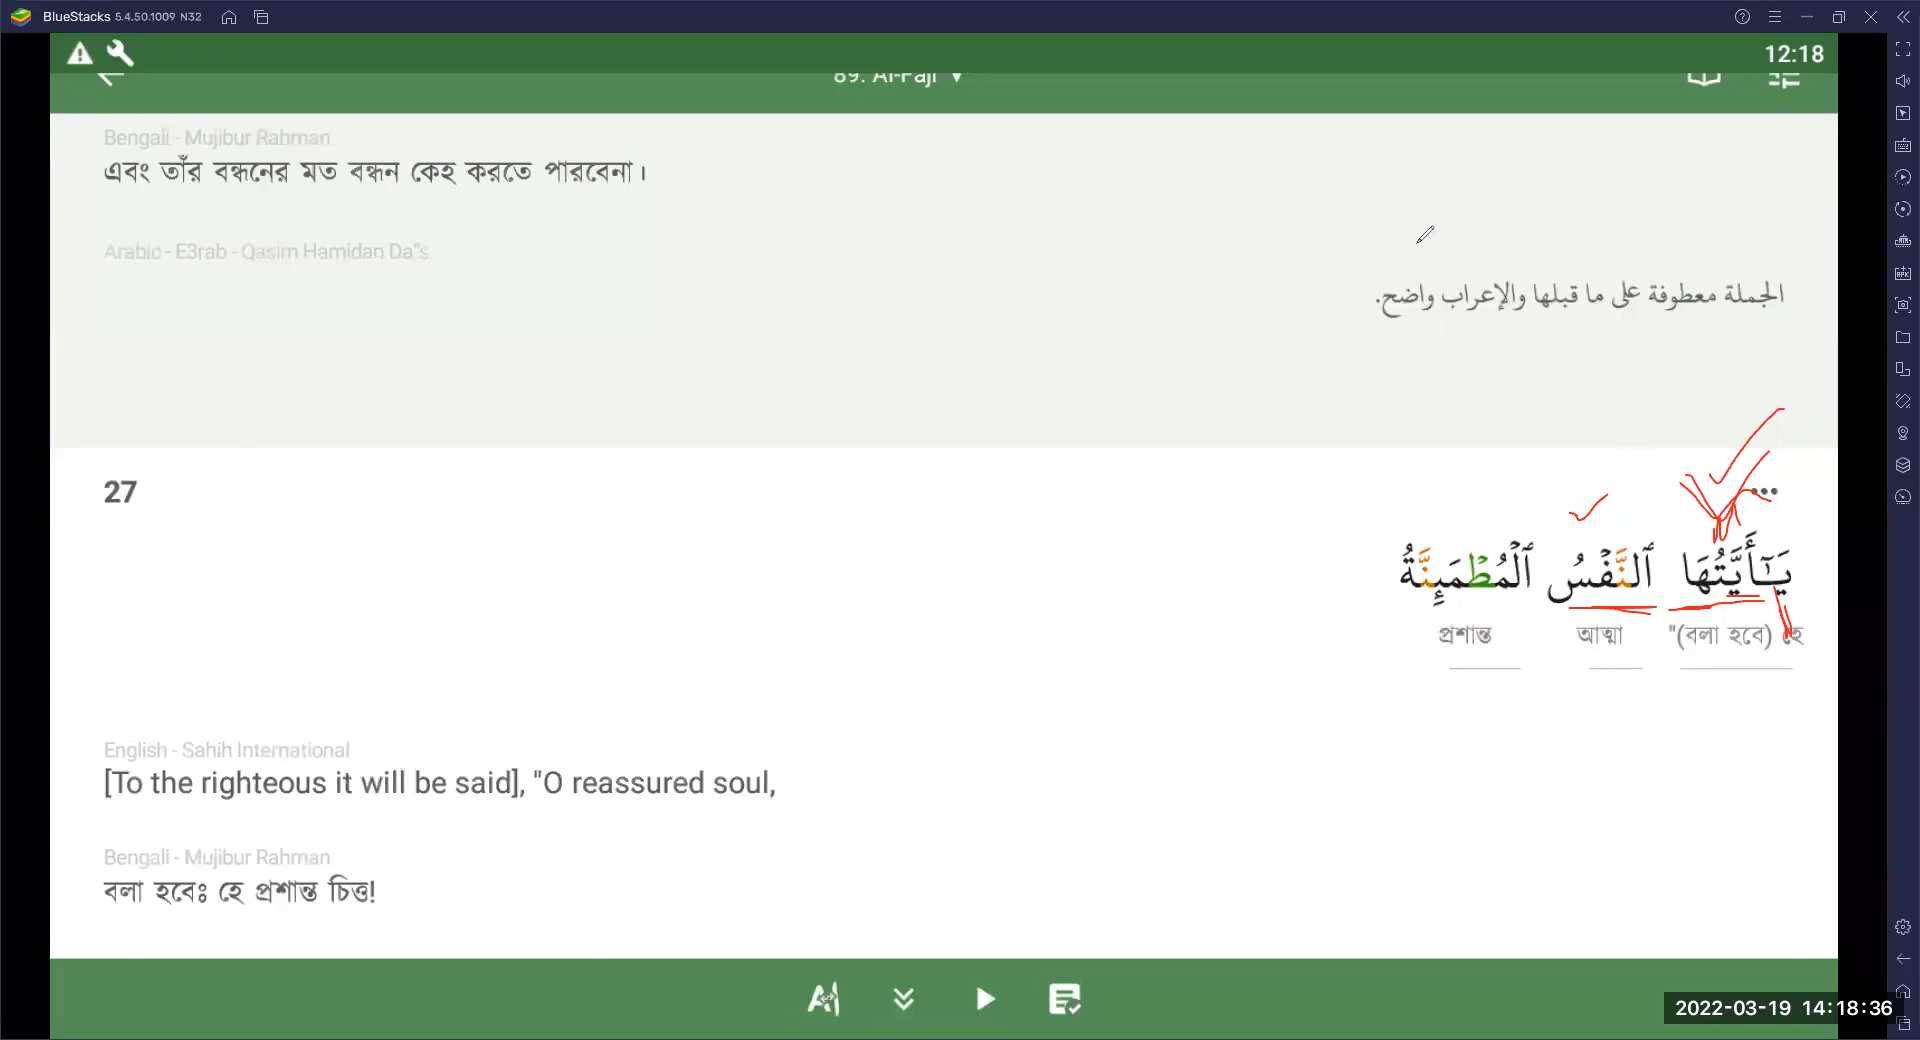 BlueStacks 5.4.50.1009 N32
12:18
89. Al-Fajr ▼
Bengali - Mujibur Rahman
এবং তাঁর বন্ধনের মত বন্ধন কেহ করতে পারবেনা।
Arabic - E3rab - Qasim Hamidan Da"s
الجملة معطوفة على ما قبلها والإعراب واضح.
27
يَـٰٓأَيَّتُهَا ٱلنَّفْسُ ٱلْمُطْمَئِنَّةُ
"(বলা হবে) হে আত্মা প্রশান্ত
English - Sahih International
[To the righteous it will be said], "O reassured soul,
Bengali - Mujibur Rahman
বলা হবেঃ হে প্রশান্ত চিত্ত!
2022-03-19 14:18:36